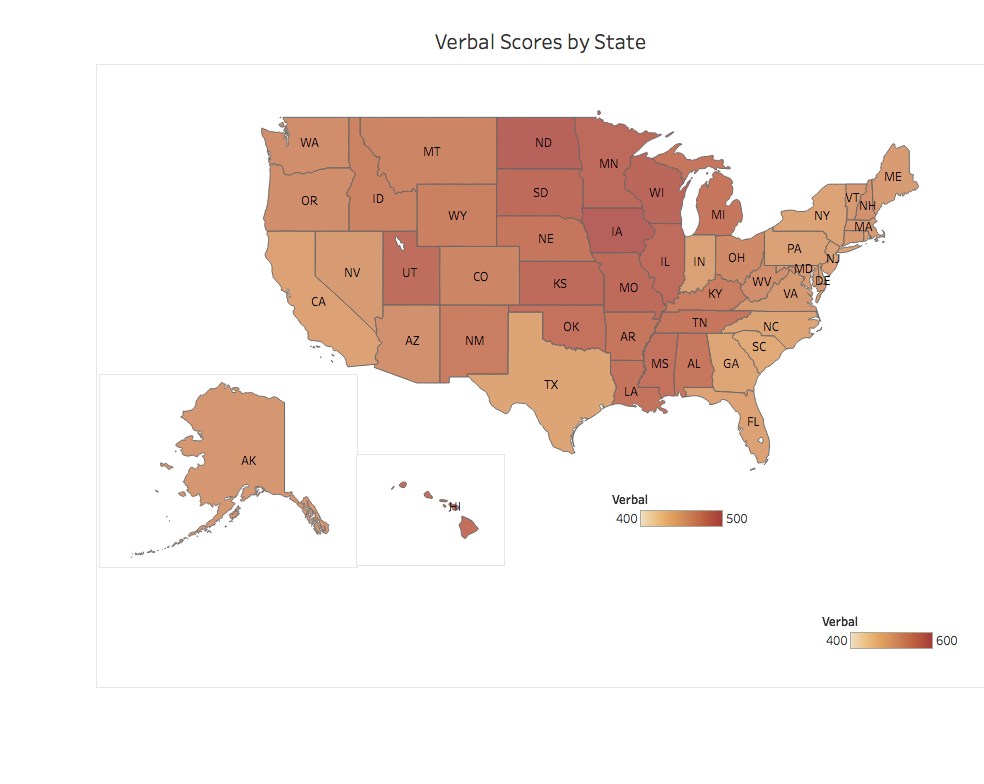 Verbal Scores by State
WA
MT
ND
MN
ME
OR
ID
SD
WI
VT
NH
WY
MI
NY
MA
NE
IA
NV
UT
CO
IL
IN
OH
PA
NJ
MD
DE
CA
KS
MO
KY
WV
VA
AZ
NM
OK
AR
TN
NC
SC
TX
MS
AL
GA
LA
FL
AK
HI
Verbal
400 500
Verbal
400 600